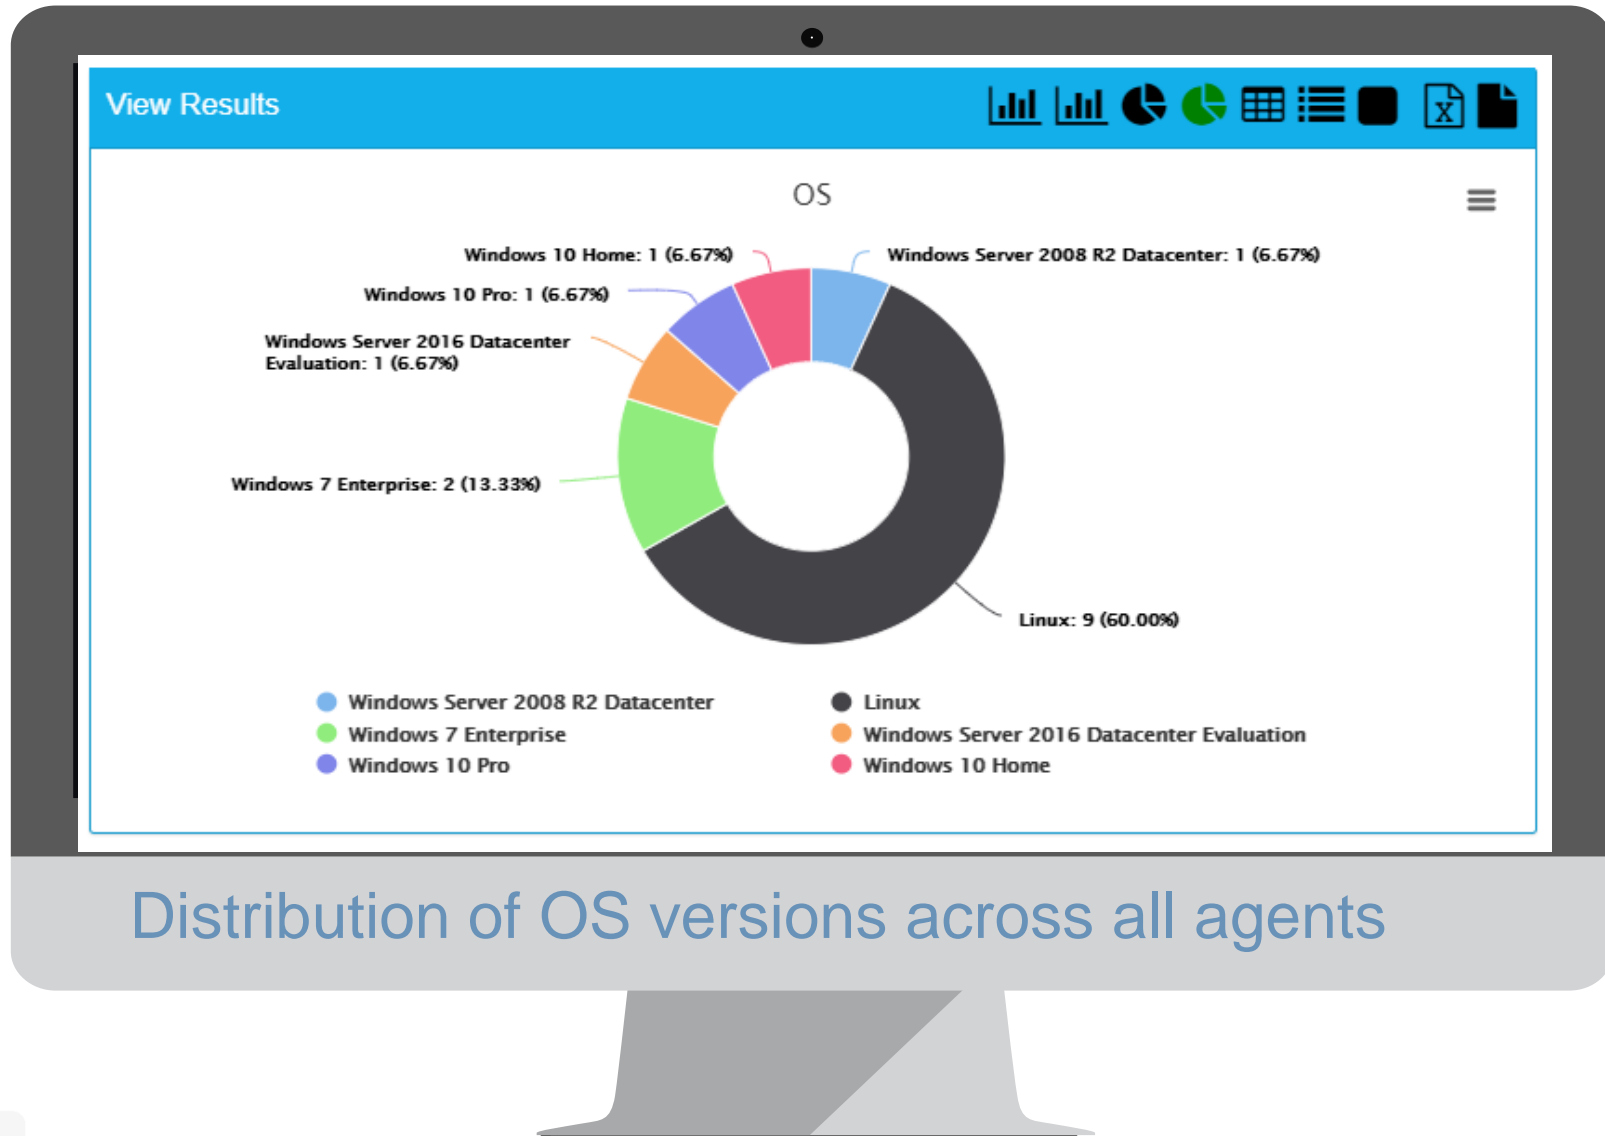 View Results
X
OS
Windows 10 Home: 1 (6.67%)
Windows Server 2008 R2 Datacenter: 1 (6.67%)
Windows 10 Pro: 1 (6.67%)
Windows Server 2016 Datacenter
Evaluation: 1 (6.67%)
Windows 7 Enterprise: 2 (13.33%)
Linux: 9 (60.00%)
Windows Server 2008 R2 Datacenter
Linux
Windows 7 Enterprise
Windows Server 2016 Datacenter Evaluation
Windows 10 Pro
Windows 10 Home
Distribution of OS versions across all agents